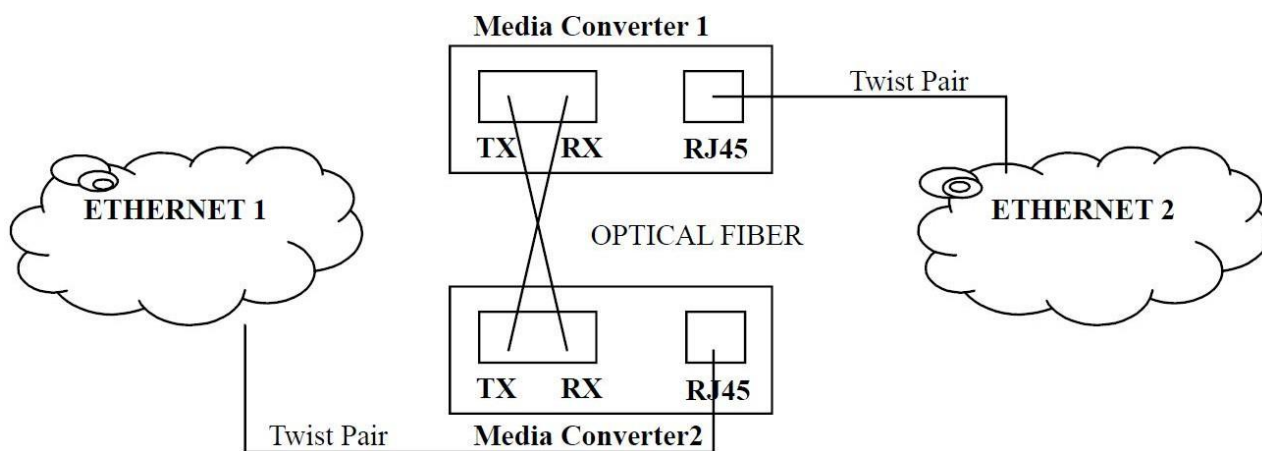 Media Converter 1
Twist Pair
TX RX RJ45
ETHERNET 1
ETHERNET 2
OPTICAL FIBER
TX RX RJ45
Twist Pair
Media Converter2